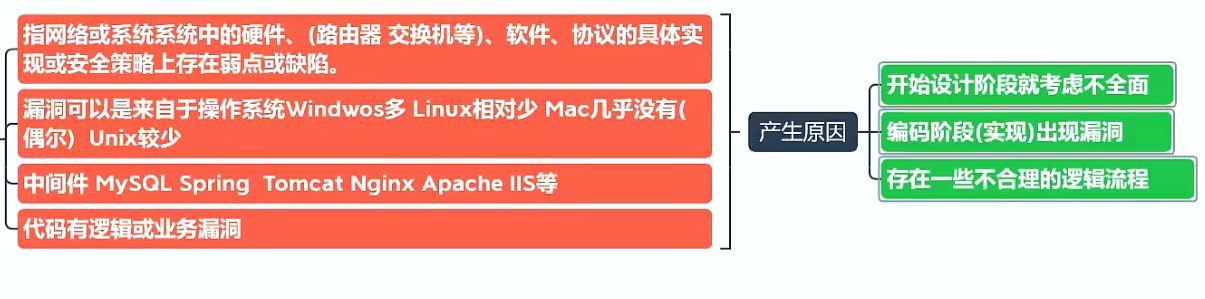 指网络或系统系统中的硬件、(路由器 交换机等)、软件、协议的具体实
现或安全策略上存在弱点或缺陷。
漏洞可以是来自于操作系统Windwos多 Linux相对少 Mac几乎没有(
偶尔) Unix较少
中间件 MySQL Spring Tomcat Nginx Apache IIS等
代码有逻辑或业务漏洞
产生原因
开始设计阶段就考虑不全面
编码阶段(实现)出现漏洞
存在一些不合理的逻辑流程